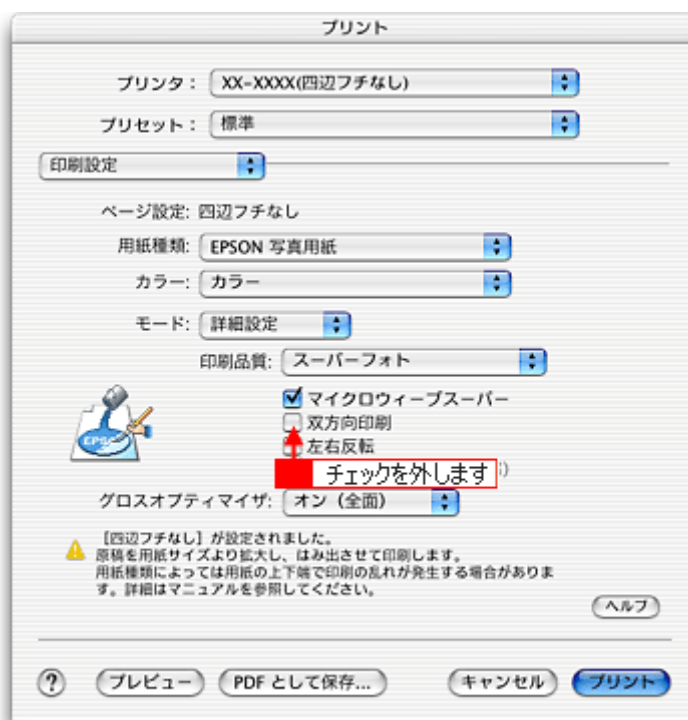 プリント
プリンタ： XX-XXXX(四辺フチなし)
プリセット： 標準
印刷設定
ページ設定: 四辺フチなし
用紙種類: EPSON 写真用紙
カラー: カラー
モード: 詳細設定
印刷品質: スーパーフォト
マイクロウィーブスーパー
双方向印刷
左右反転
チェックを外します
グロスオプティマイザ: オン（全面）
［四辺フチなし］が設定されました。
原稿を用紙サイズより拡大し、はみ出させて印刷します。
用紙種類によっては用紙の上下端で印刷の乱れが発生する場合がありま
す。詳細はマニュアルを参照してください。
ヘルプ
? プレビュー PDF として保存... キャンセル プリント